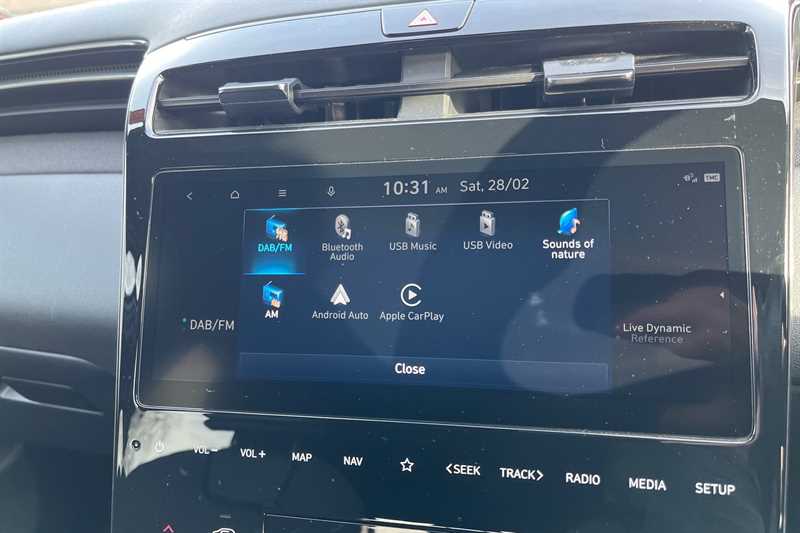 10:31 AM Sat, 28/02
TMC
DAB/FM
Bluetooth
Audio
USB Music
USB Video
Sounds of
nature
AM
Android Auto
Apple CarPlay
DAB/FM
Live Dynamic
Reference
Close
VOL -
VOL +
MAP
NAV
SEEK
TRACK
RADIO
MEDIA
SETUP